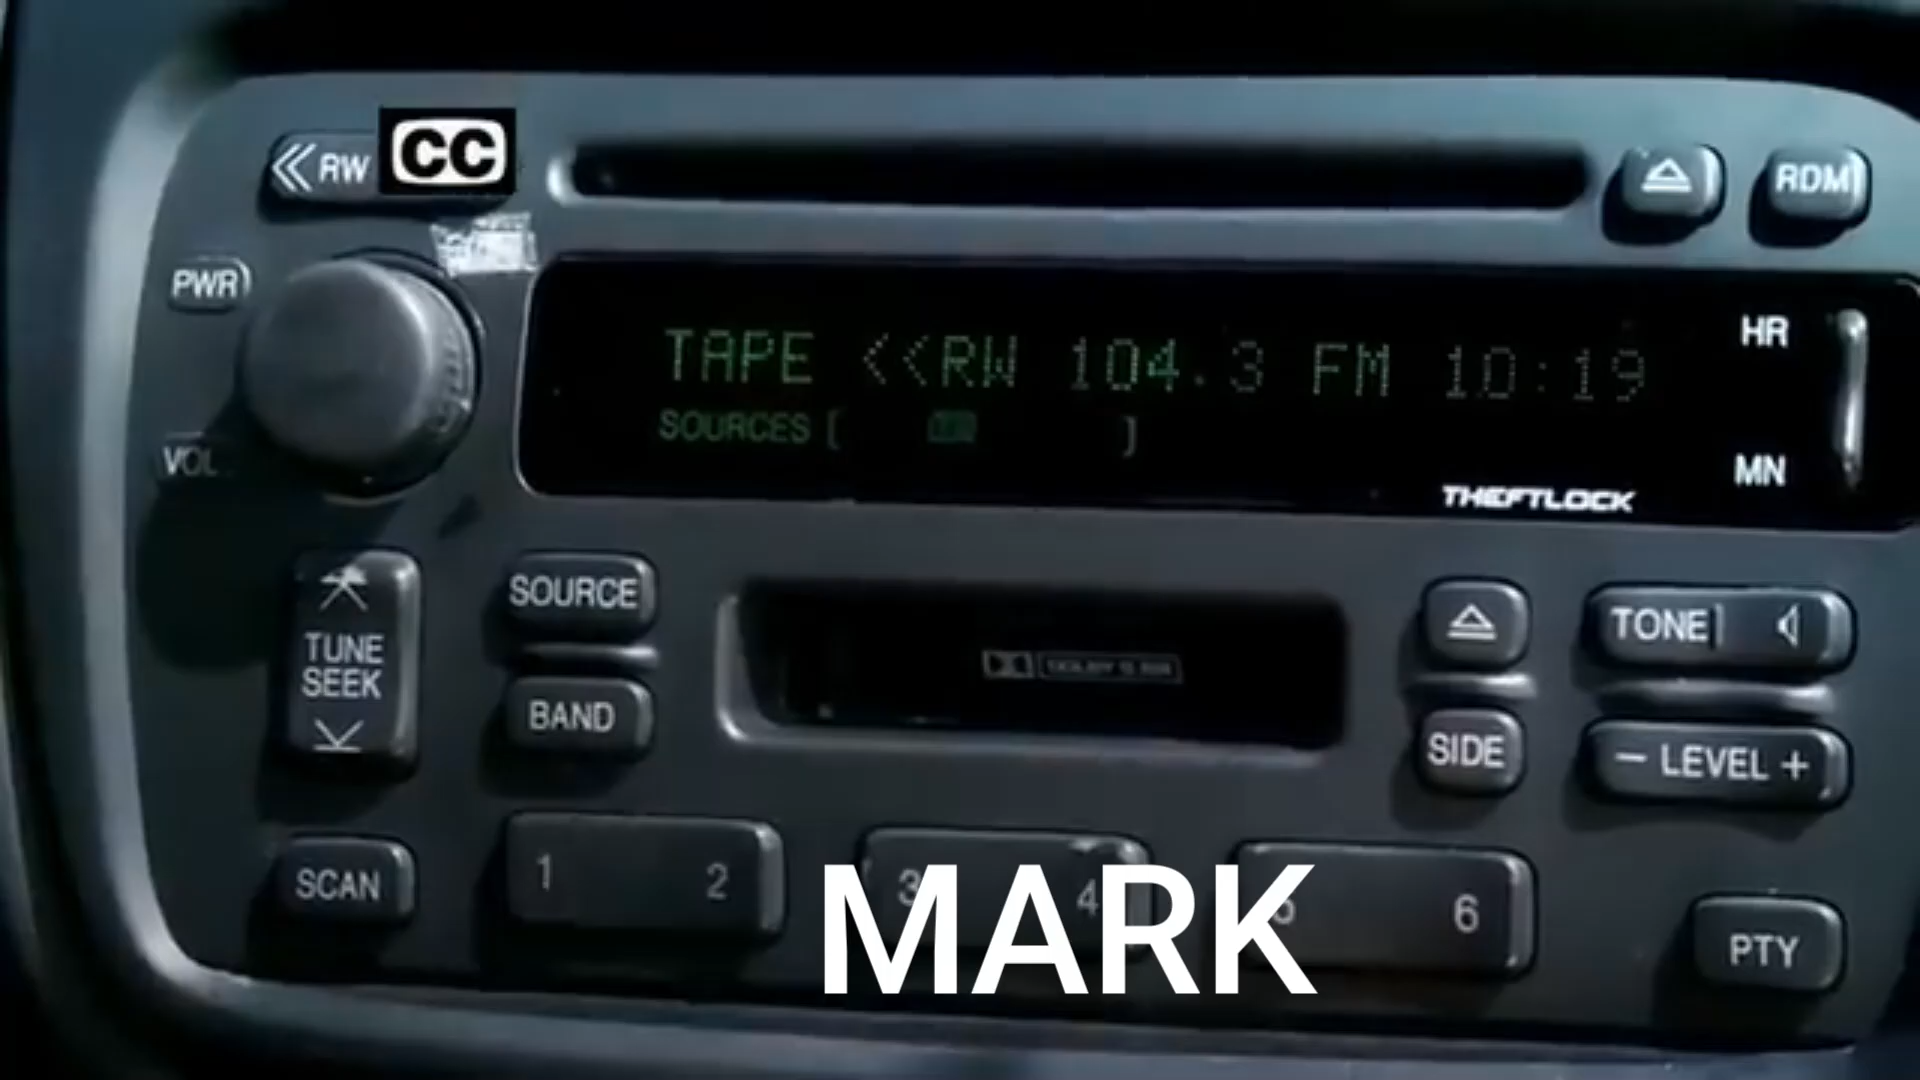 RW
CC
RDM
PWR
TAPE <<RW 104.3 FM 10:19
HR
SOURCES [ ]
VOL
MN
THEFTLOCK
SOURCE
TUNE
SEEK
TONE
BAND
SIDE
- LEVEL +
SCAN
1 2
3 4
5 6
MARK
PTY